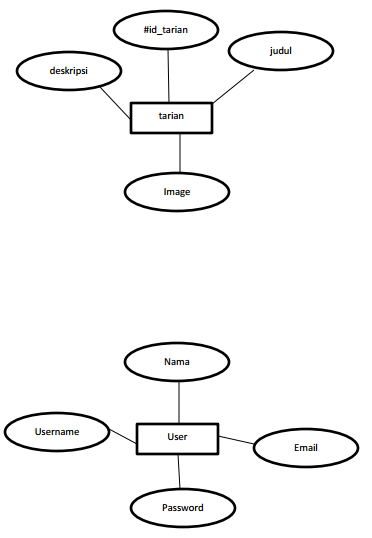 #id_tarian
judul
deskripsi
tarian
Image
Nama
Username
User
Email
Password